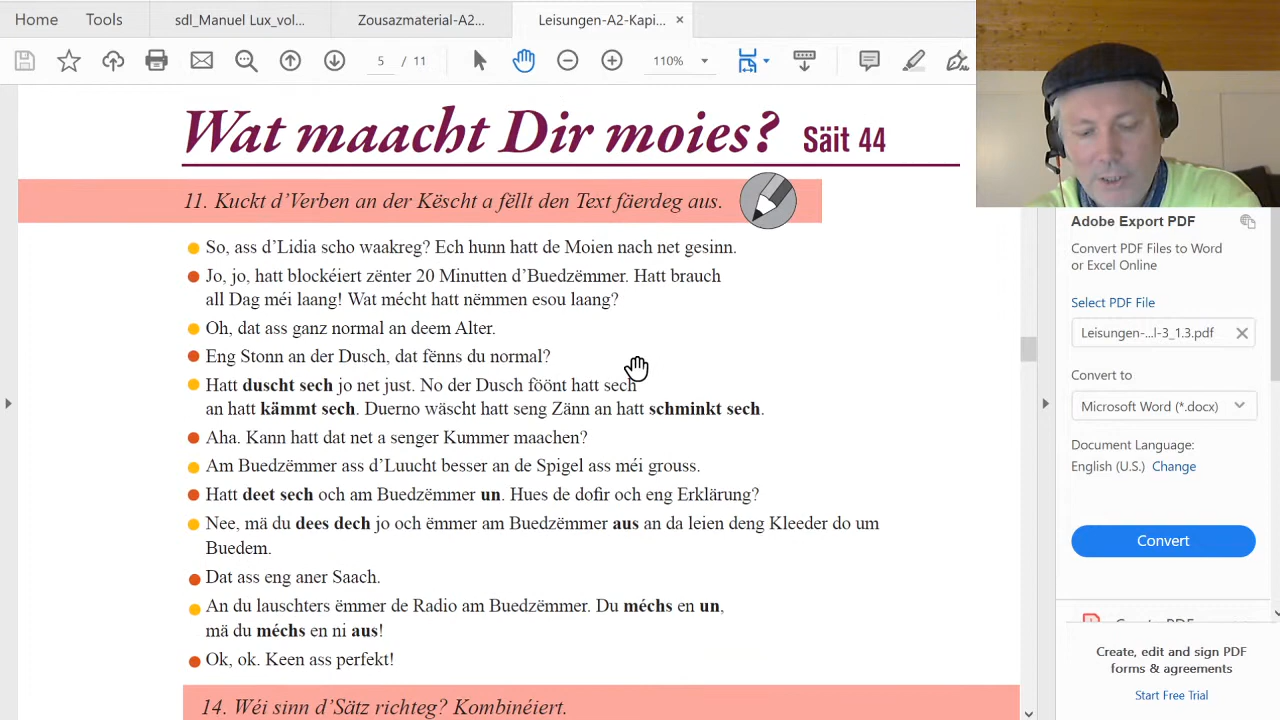 Home Tools sdl_Manuel Lux_vol... Zousazmaterial-A2... Leisungen-A2-Kapi... ×
5 / 11 110%
Wat maacht Dir moies? Säit 44
11. Kuckt d'Verben an der Këscht a fëllt den Text fäerdeg aus.
So, ass d'Lidia scho waakreg? Ech hunn hatt de Moien nach net gesinn.
Jo, jo, hatt blockéiert zënter 20 Minutten d'Buedzëmmer. Hatt brauch
all Dag méi laang! Wat mécht hatt nëmmen esou laang?
Oh, dat ass ganz normal an deem Alter.
Eng Stonn an der Dusch, dat fënns du normal?
Hatt duscht sech jo net just. No der Dusch föönt hatt sech
an hatt kämmt sech. Duerno wäscht hatt seng Zänn an hatt schminkt sech.
Aha. Kann hatt dat net a senger Kummer maachen?
Am Buedzëmmer ass d'Luucht besser an de Spigel ass méi grouss.
Hatt deet sech och am Buedzëmmer un. Hues de dofir och eng Erklärung?
Nee, mä du dees dech jo och ëmmer am Buedzëmmer aus an da leien deng Kleeder do um
Buedem.
Dat ass eng aner Saach.
An du lauschters ëmmer de Radio am Buedzëmmer. Du méchs en un,
mä du méchs en ni aus!
Ok, ok. Keen ass perfekt!
14. Wéi sinn d'Sätz richteg? Kombinéiert.
Adobe Export PDF
Convert PDF Files to Word
or Excel Online
Select PDF File
Leisungen-...l-3_1.3.pdf
Convert to
Microsoft Word (*.docx)
Document Language:
English (U.S.) Change
Convert
Create, edit and sign PDF
forms & agreements
Start Free Trial